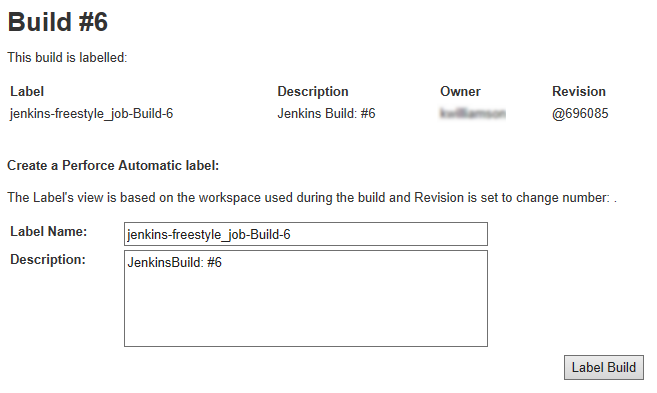 Build #6
This build is labelled:
Label Description Owner Revision
jenkins-freestyle_job-Build-6 Jenkins Build: #6 @696085
Create a Perforce Automatic label:
The Label's view is based on the workspace used during the build and Revision is set to change number: .
Label Name: jenkins-freestyle_job-Build-6
Description: JenkinsBuild: #6
Label Build